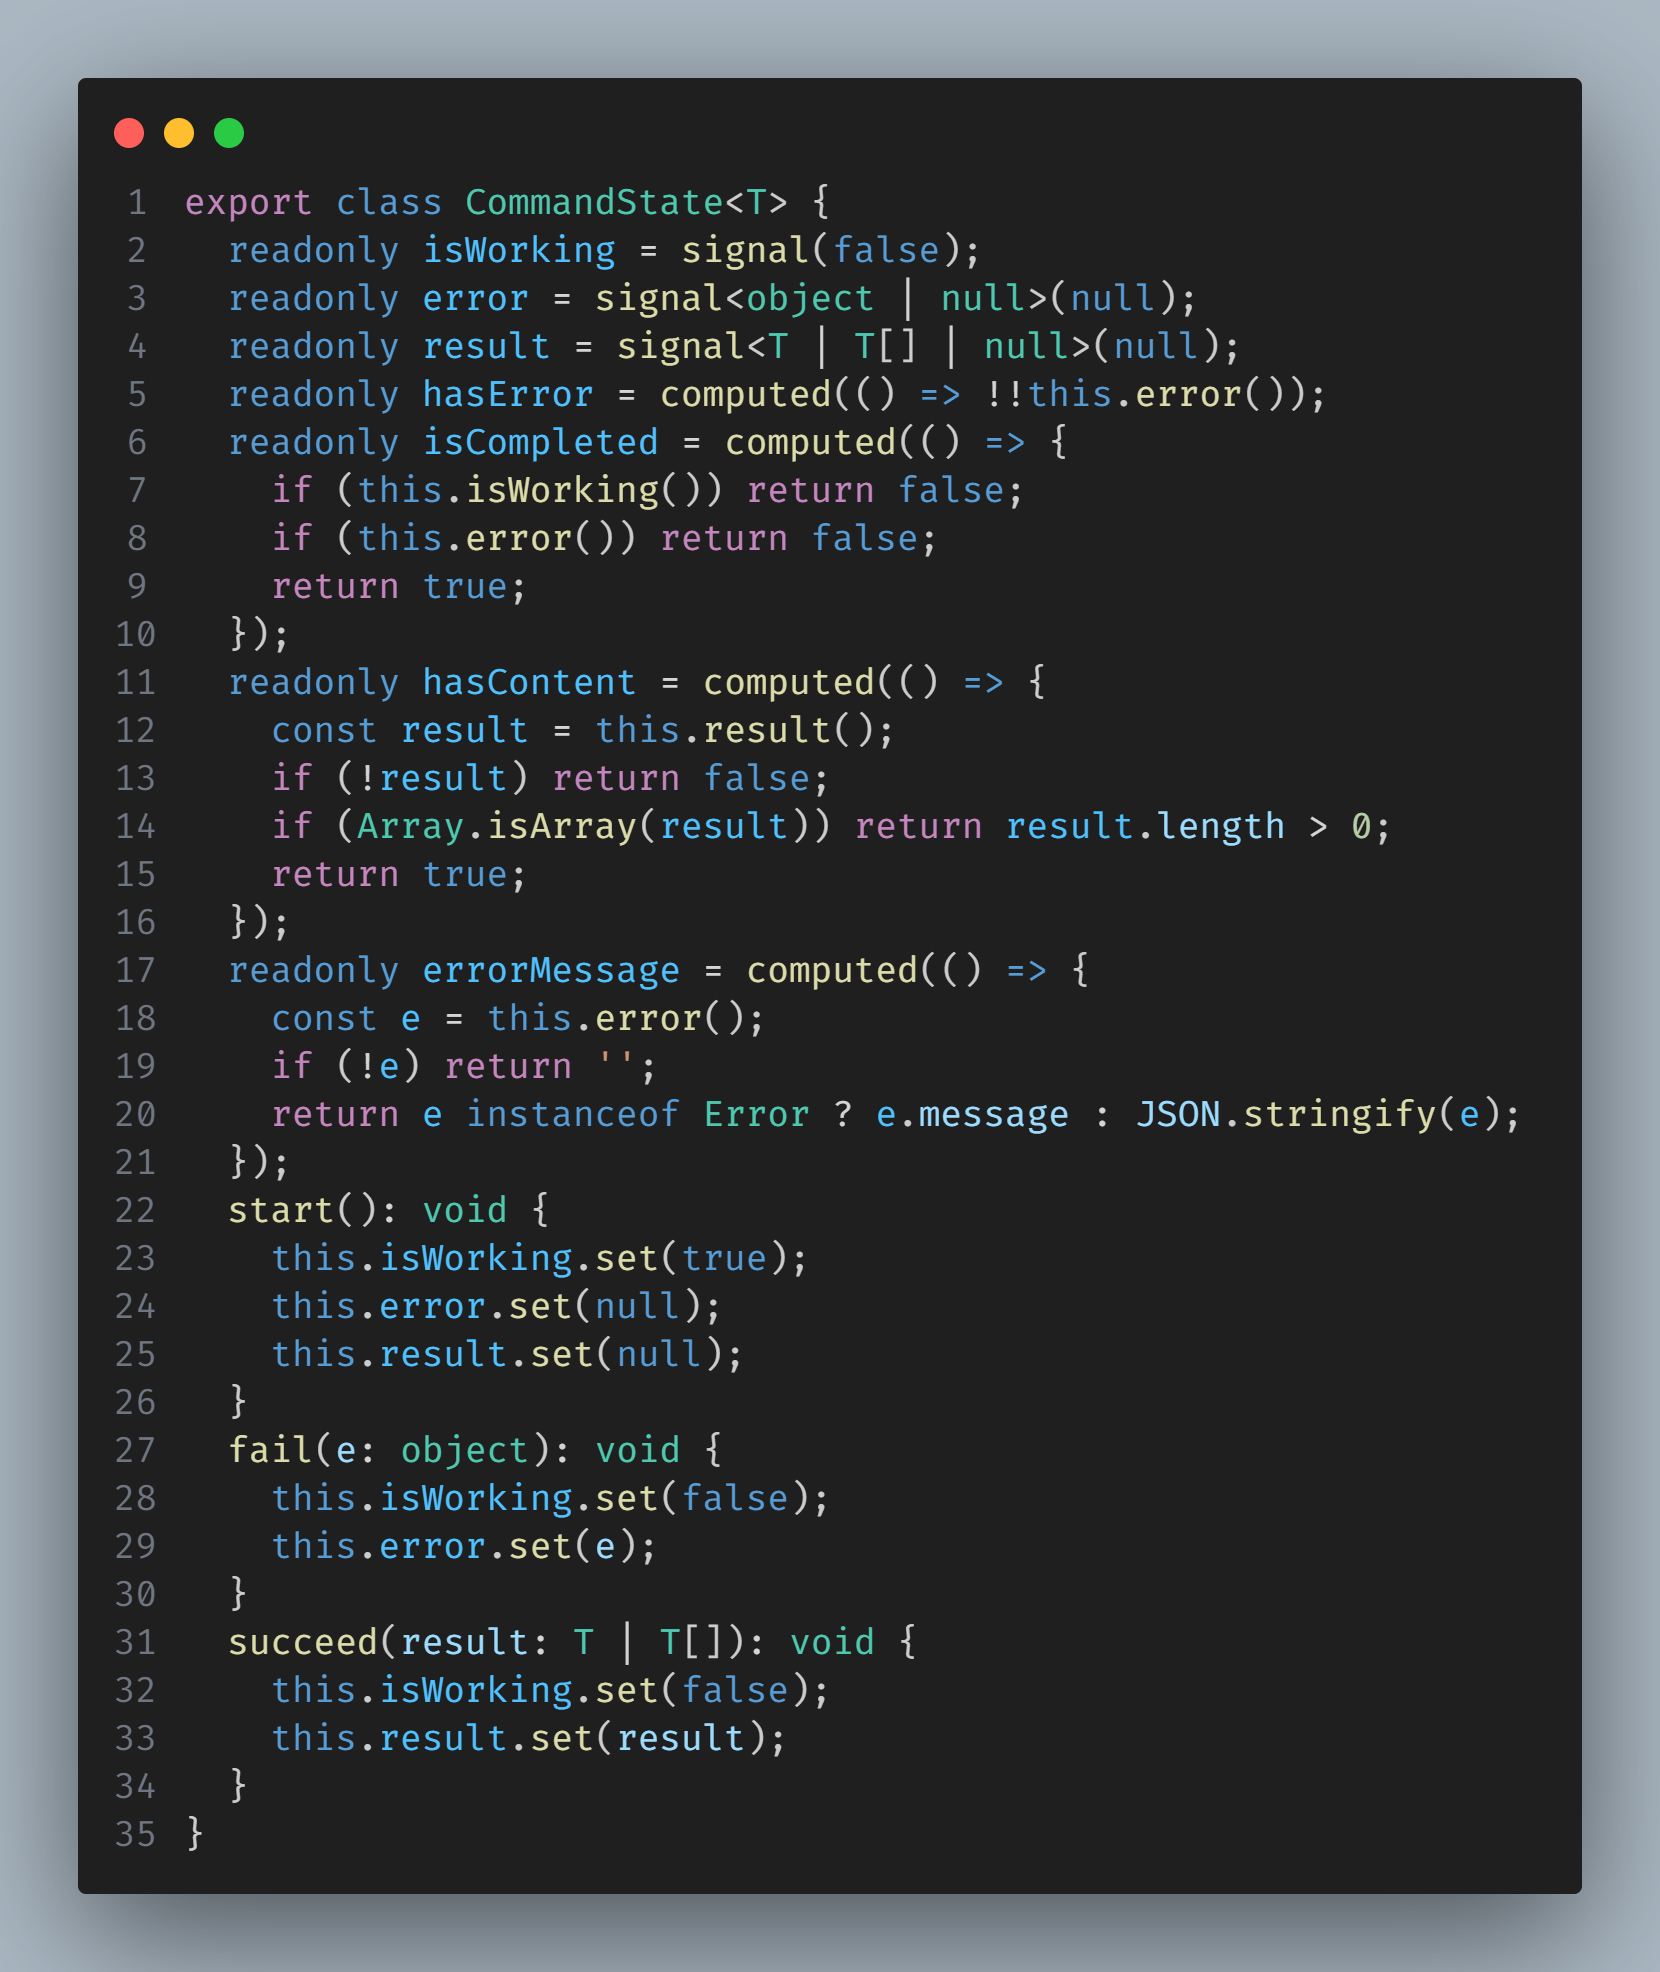 1 export class CommandState<T> {
2   readonly isWorking = signal(false);
3   readonly error = signal<object | null>(null);
4   readonly result = signal<T | T[] | null>(null);
5   readonly hasError = computed(() => !!this.error());
6   readonly isCompleted = computed(() => {
7     if (this.isWorking()) return false;
8     if (this.error()) return false;
9     return true;
10   });
11   readonly hasContent = computed(() => {
12     const result = this.result();
13     if (!result) return false;
14     if (Array.isArray(result)) return result.length > 0;
15     return true;
16   });
17   readonly errorMessage = computed(() => {
18     const e = this.error();
19     if (!e) return '';
20     return e instanceof Error ? e.message : JSON.stringify(e);
21   });
22   start(): void {
23     this.isWorking.set(true);
24     this.error.set(null);
25     this.result.set(null);
26   }
27   fail(e: object): void {
28     this.isWorking.set(false);
29     this.error.set(e);
30   }
31   succeed(result: T | T[]): void {
32     this.isWorking.set(false);
33     this.result.set(result);
34   }
35 }